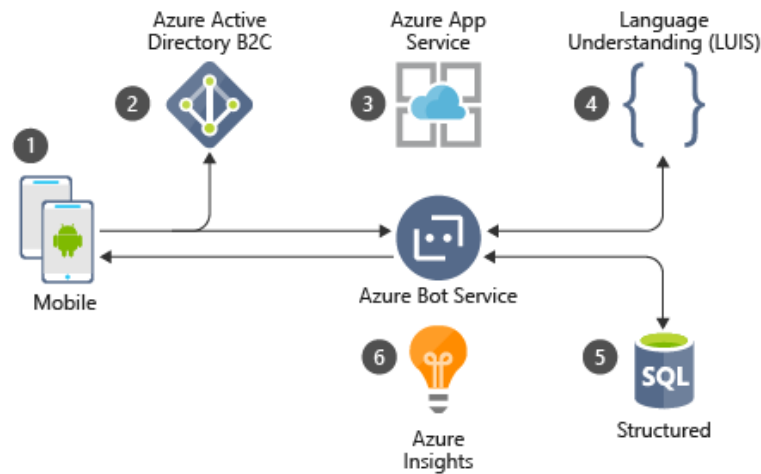 Azure Active
Directory B2C
2
Azure App
Service
3
Language
Understanding (LUIS)
4
1
Mobile
Azure Bot Service
6
Azure
Insights
5
SQL
Structured